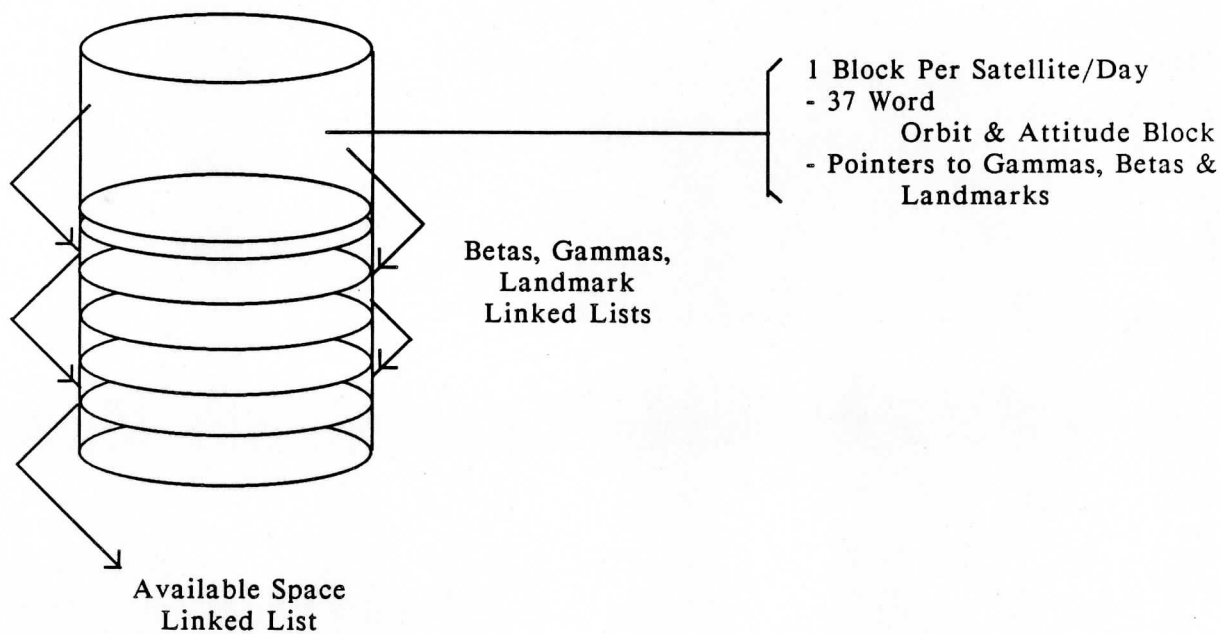 1 Block Per Satellite/Day
- 37 Word
Orbit & Attitude Block
- Pointers to Gammas, Betas &
Landmarks
Betas, Gammas,
Landmark
Linked Lists
Available Space
Linked List